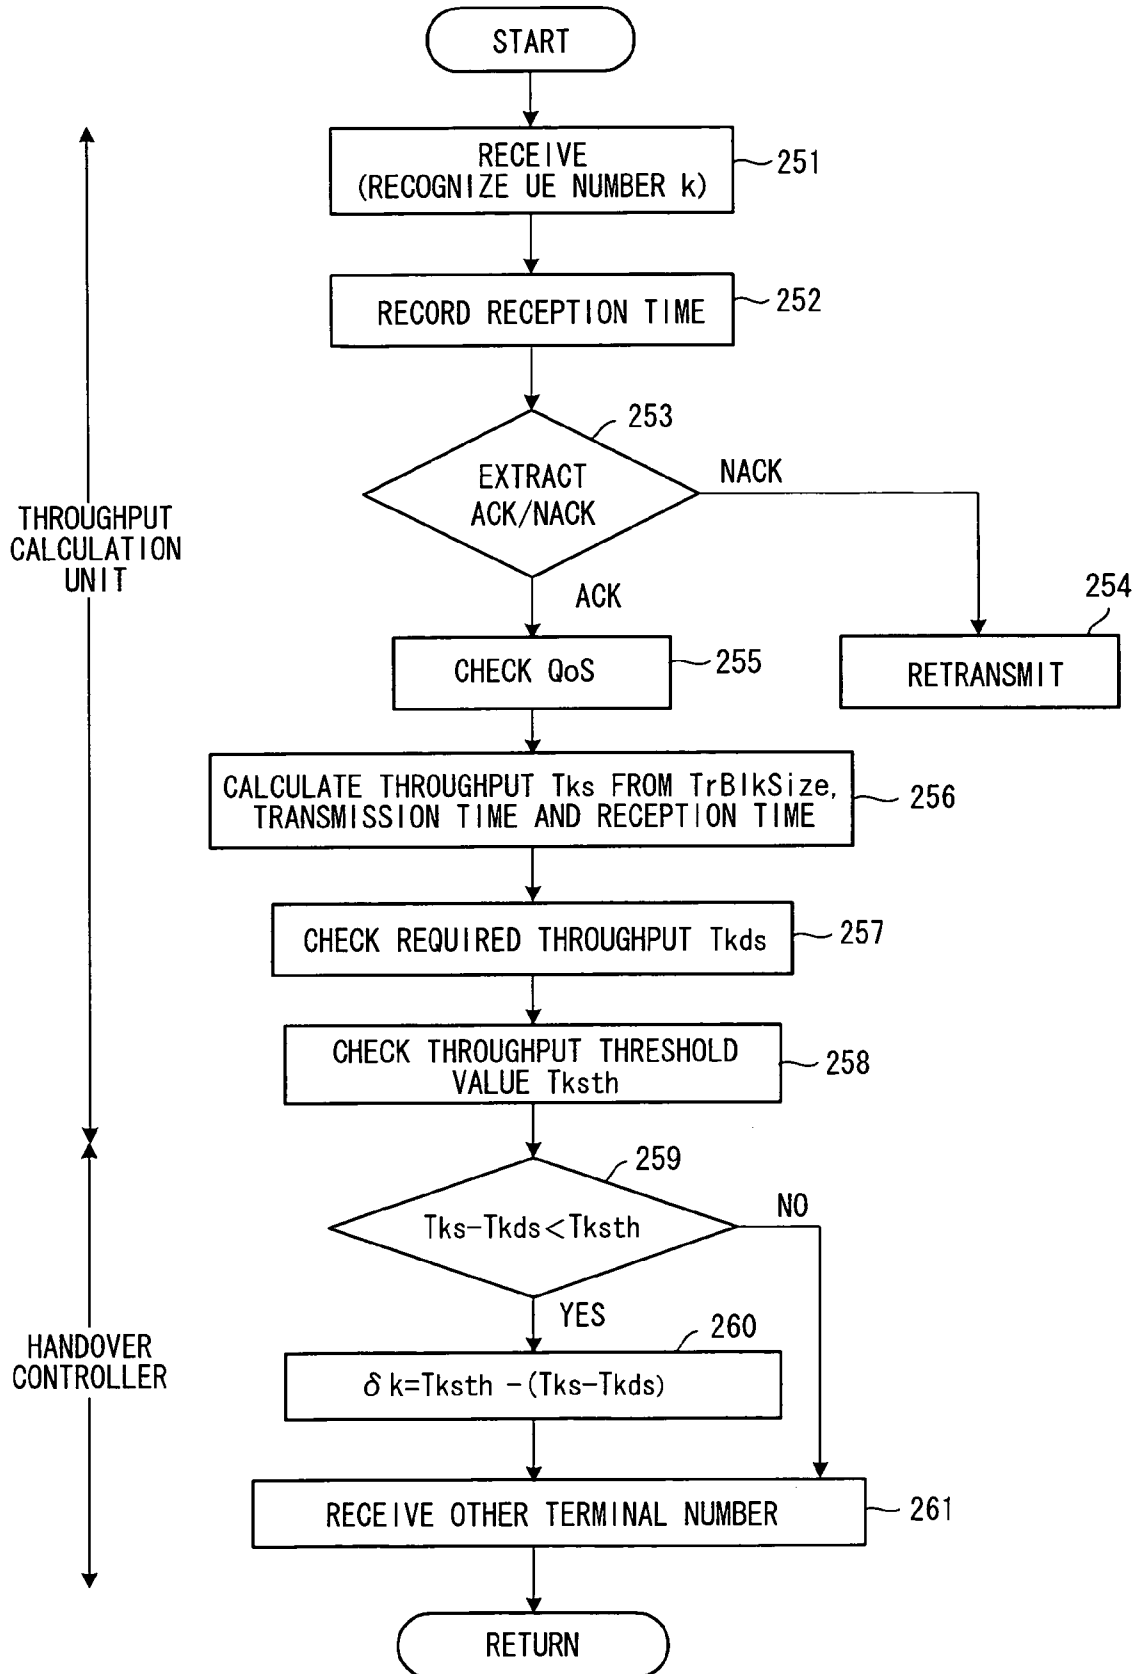 START
RECEIVE
(RECOGNIZE UE NUMBER k)
251
RECORD RECEPTION TIME
252
253
EXTRACT
ACK/NACK
NACK
THROUGHPUT
CALCULATION
UNIT
ACK
254
CHECK QoS
255
RETRANSMIT
CALCULATE THROUGHPUT Tks FROM TrBlkSize,
TRANSMISSION TIME AND RECEPTION TIME
256
CHECK REQUIRED THROUGHPUT Tkds
257
CHECK THROUGHPUT THRESHOLD
VALUE Tksth
258
259
Tks-Tkds<Tksth
NO
YES
HANDOVER
CONTROLLER
260
δk=Tksth -(Tks-Tkds)
RECEIVE OTHER TERMINAL NUMBER
261
RETURN